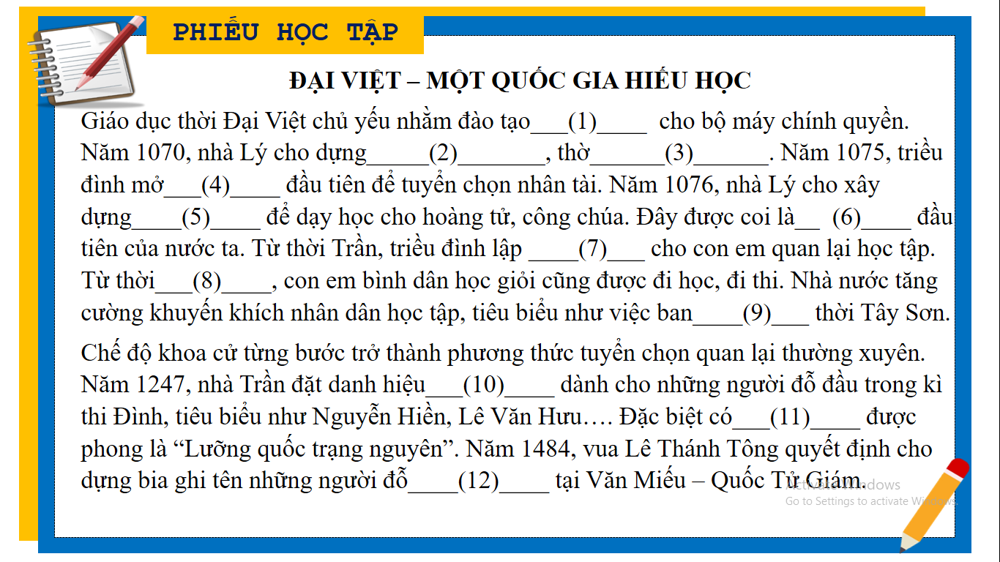 PHIẾU HỌC TẬP
ĐẠI VIỆT – MỘT QUỐC GIA HIẾU HỌC
Giáo dục thời Đại Việt chủ yếu nhằm đào tạo___(1)____ cho bộ máy chính quyền.
Năm 1070, nhà Lý cho dựng_____(2)_______, thờ______(3)______. Năm 1075, triều
đình mở___(4)____ đầu tiên để tuyển chọn nhân tài. Năm 1076, nhà Lý cho xây
dựng____(5)____ để dạy học cho hoàng tử, công chúa. Đây được coi là__ (6)____ đầu
tiên của nước ta. Từ thời Trần, triều đình lập ____(7)___ cho con em quan lại học tập.
Từ thời___(8)____, con em bình dân học giỏi cũng được đi học, đi thi. Nhà nước tăng
cường khuyến khích nhân dân học tập, tiêu biểu như việc ban____(9)___ thời Tây Sơn.
Chế độ khoa cử từng bước trở thành phương thức tuyển chọn quan lại thường xuyên.
Năm 1247, nhà Trần đặt danh hiệu___(10)____ dành cho những người đỗ đầu trong kì
thi Đình, tiêu biểu như Nguyễn Hiền, Lê Văn Hưu…. Đặc biệt có___(11)____ được
phong là “Lưỡng quốc trạng nguyên”. Năm 1484, vua Lê Thánh Tông quyết định cho
dựng bia ghi tên những người đỗ____(12)____ tại Văn Miếu – Quốc Tử Giám.
Activate Windows
Go to Settings to activate Windows.